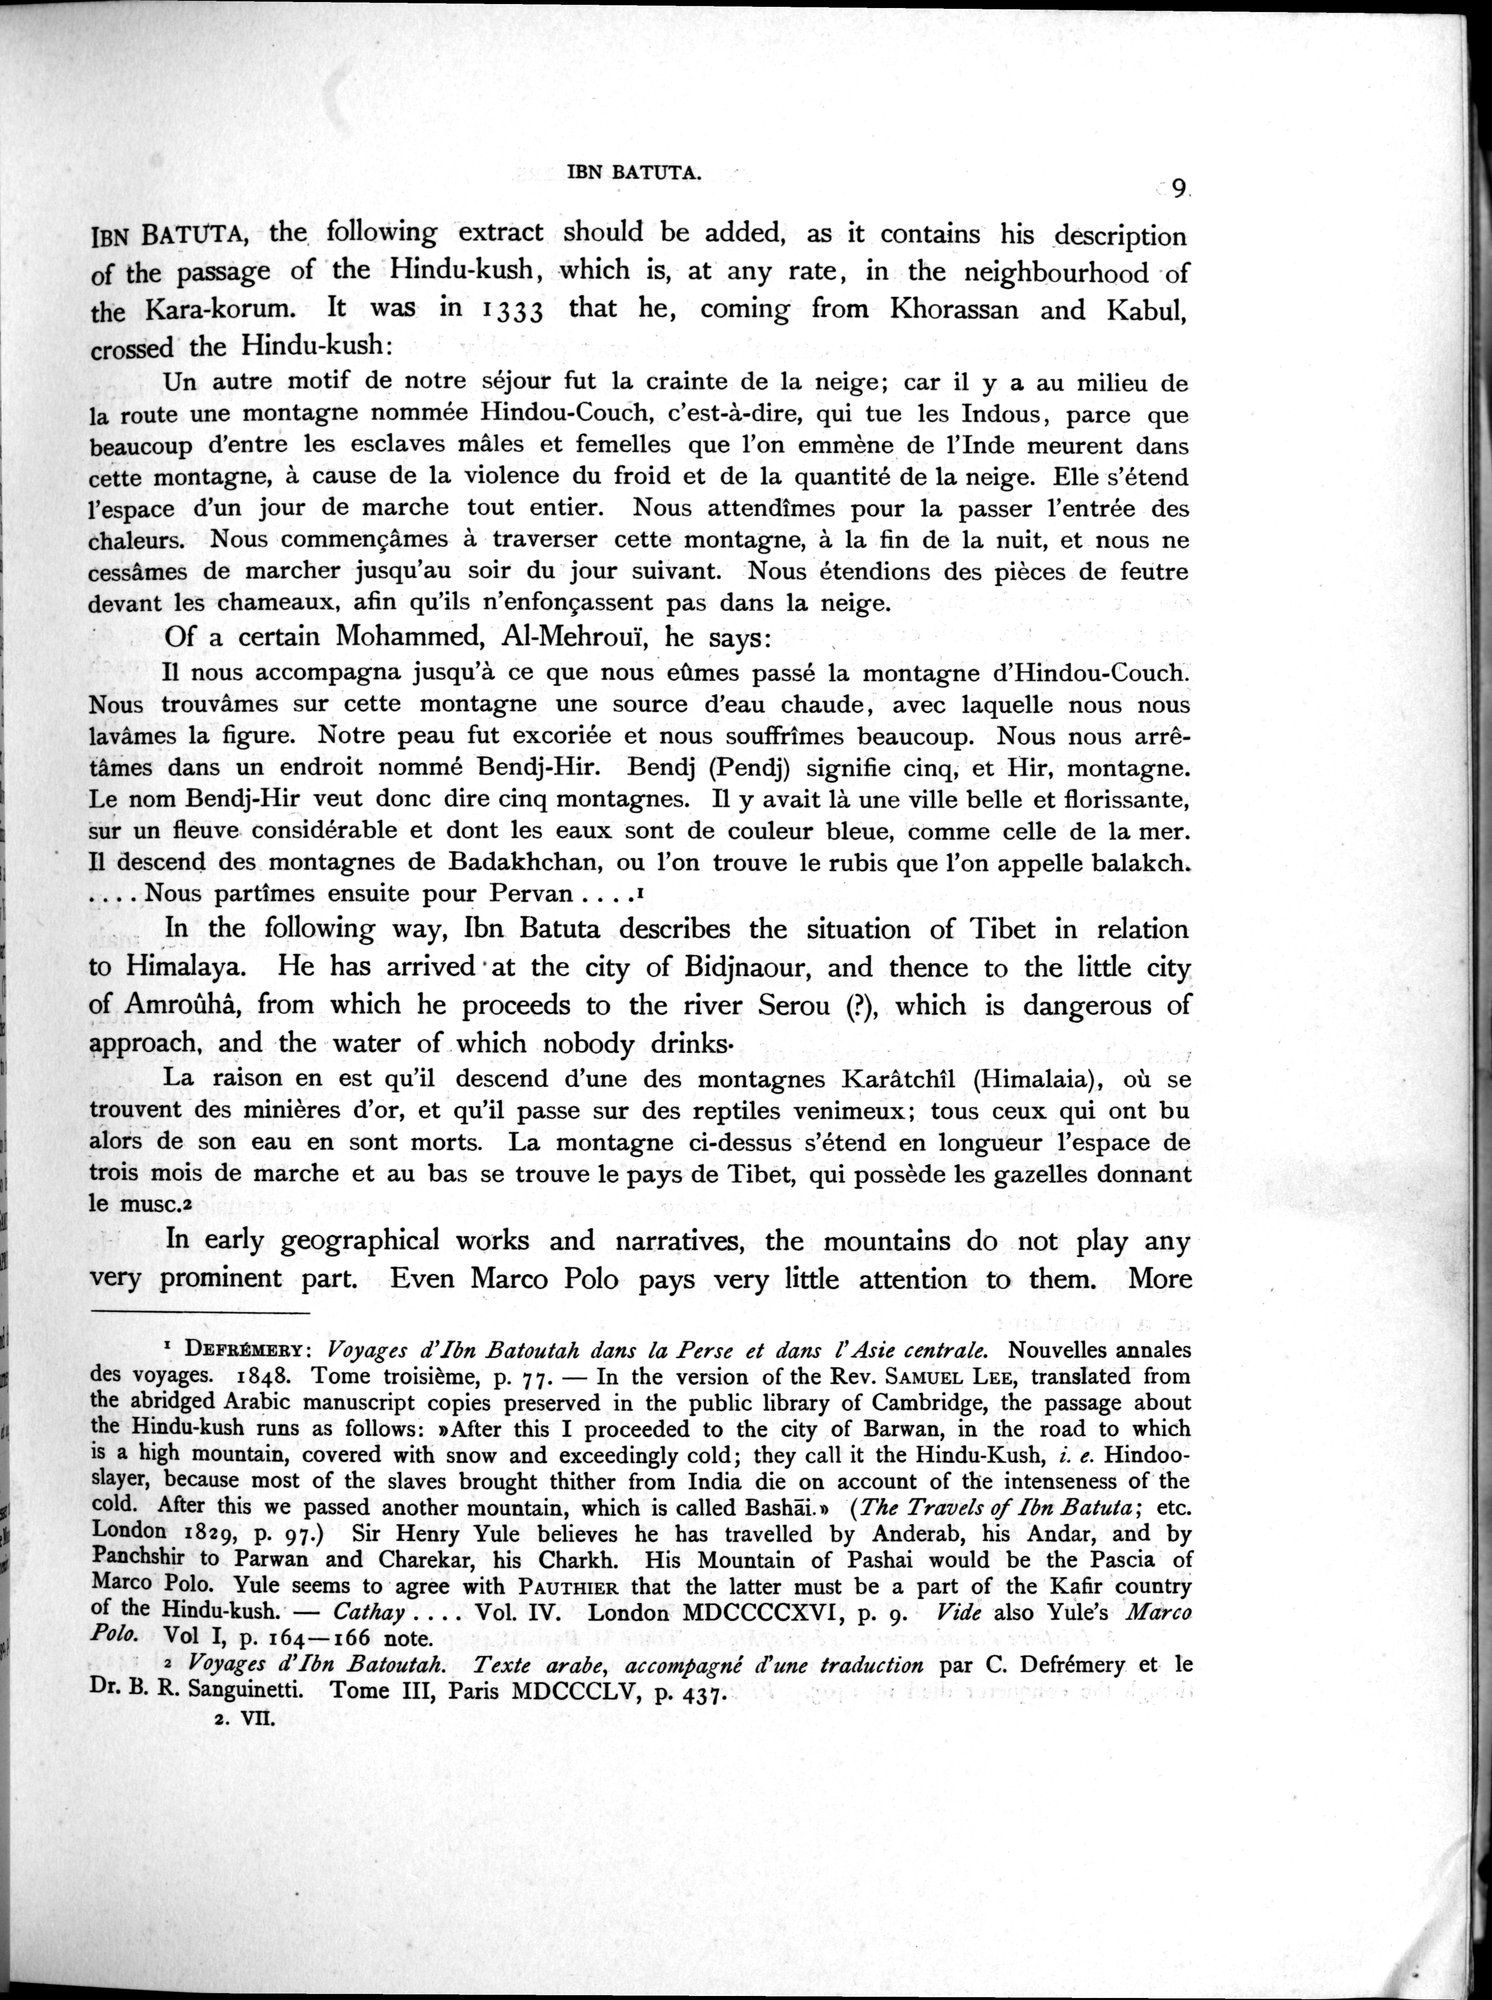 IBN BATUTA.
9
IBN BATUTA, the following extract should be added, as it contains his description
of the passage of the Hindu-kush, which is, at any rate, in the neighbourhood of
the Kara-korum. It was in 1333 that he, coming from Khorassan and Kabul,
crossed the Hindu-kush:
Un autre motif de notre séjour fut la crainte de la neige; car il y a au milieu de
la route une montagne nommée Hindou-Couch, c'est-à-dire, qui tue les Indous, parce que
beaucoup d'entre les esclaves mâles et femelles que l'on emmène de l'Inde meurent dans
cette montagne, à cause de la violence du froid et de la quantité de la neige. Elle s'étend
l'espace d'un jour de marche tout entier. Nous attendîmes pour la passer l'entrée des
chaleurs. Nous commençâmes à traverser cette montagne, à la fin de la nuit, et nous ne
cessâmes de marcher jusqu'au soir du jour suivant. Nous étendions des pièces de feutre
devant les chameaux, afin qu'ils n'enfonçassent pas dans la neige.
Of a certain Mohammed, Al-Mehrouï, he says:
Il nous accompagna jusqu'à ce que nous eûmes passé la montagne d'Hindou-Couch.
Nous trouvâmes sur cette montagne une source d'eau chaude, avec laquelle nous nous
lavâmes la figure. Notre peau fut excoriée et nous souffrîmes beaucoup. Nous nous arrê-
tâmes dans un endroit nommé Bendj-Hir. Bendj (Pendj) signifie cinq, et Hir, montagne.
Le nom Bendj-Hir veut donc dire cinq montagnes. Il y avait là une ville belle et florissante,
sur un fleuve considérable et dont les eaux sont de couleur bleue, comme celle de la mer.
Il descend des montagnes de Badakhchan, ou l'on trouve le rubis que l'on appelle balakch.
.... Nous partîmes ensuite pour Pervan ....1
In the following way, Ibn Batuta describes the situation of Tibet in relation
to Himalaya. He has arrived at the city of Bidjnaour, and thence to the little city
of Amroûhâ, from which he proceeds to the river Serou (?), which is dangerous of
approach, and the water of which nobody drinks.
La raison en est qu'il descend d'une des montagnes Karâtchîl (Himalaia), où se
trouvent des minières d'or, et qu'il passe sur des reptiles venimeux; tous ceux qui ont bu
alors de son eau en sont morts. La montagne ci-dessus s'étend en longueur l'espace de
trois mois de marche et au bas se trouve le pays de Tibet, qui possède les gazelles donnant
le musc.2
In early geographical works and narratives, the mountains do not play any
very prominent part. Even Marco Polo pays very little attention to them. More
1 DEFRÉMERY: Voyages d'Ibn Batoutah dans la Perse et dans l'Asie centrale. Nouvelles annales
des voyages. 1848. Tome troisième, p. 77. — In the version of the Rev. SAMUEL LEE, translated from
the abridged Arabic manuscript copies preserved in the public library of Cambridge, the passage about
the Hindu-kush runs as follows: »After this I proceeded to the city of Barwan, in the road to which
is a high mountain, covered with snow and exceedingly cold; they call it the Hindu-Kush, i. e. Hindoo-
slayer, because most of the slaves brought thither from India die on account of the intenseness of the
cold. After this we passed another mountain, which is called Bashāi.» (The Travels of Ibn Batuta; etc.
London 1829, p. 97.) Sir Henry Yule believes he has travelled by Anderab, his Andar, and by
Panchshir to Parwan and Charekar, his Charkh. His Mountain of Pashai would be the Pascia of
Marco Polo. Yule seems to agree with PAUTHIER that the latter must be a part of the Kafir country
of the Hindu-kush. — Cathay .... Vol. IV. London MDCCCCXVI, p. 9. Vide also Yule's Marco
Polo. Vol I, p. 164—166 note.
2 Voyages d'Ibn Batoutah. Texte arabe, accompagné d'une traduction par C. Defrémery et le
Dr. B. R. Sanguinetti. Tome III, Paris MDCCCLV, p. 437.
2. VII.